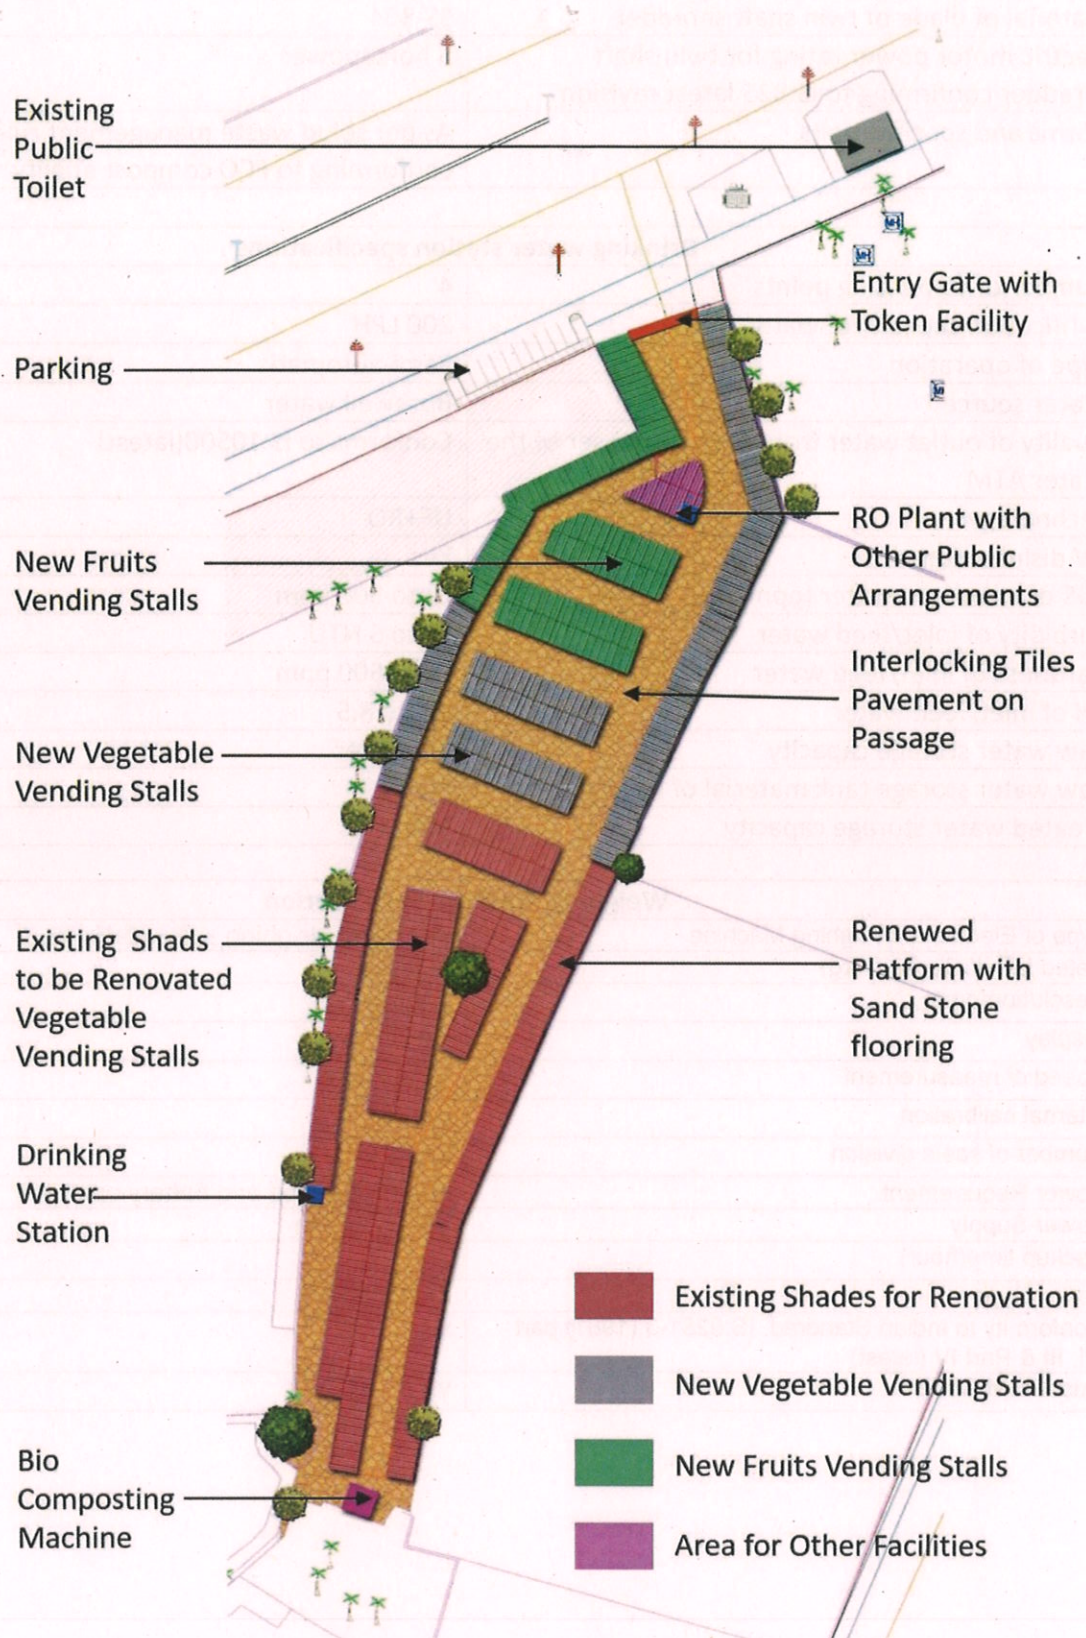 Existing
Public
Toilet
Entry Gate with
Token Facility
Parking
RO Plant with
Other Public
Arrangements
New Fruits
Vending Stalls
Interlocking Tiles
Pavement on
Passage
New Vegetable
Vending Stalls
Existing Shads
to be Renovated
Vegetable
Vending Stalls
Renewed
Platform with
Sand Stone
flooring
Drinking
Water
Station
Existing Shades for Renovation
New Vegetable Vending Stalls
New Fruits Vending Stalls
Area for Other Facilities
Bio
Composting
Machine